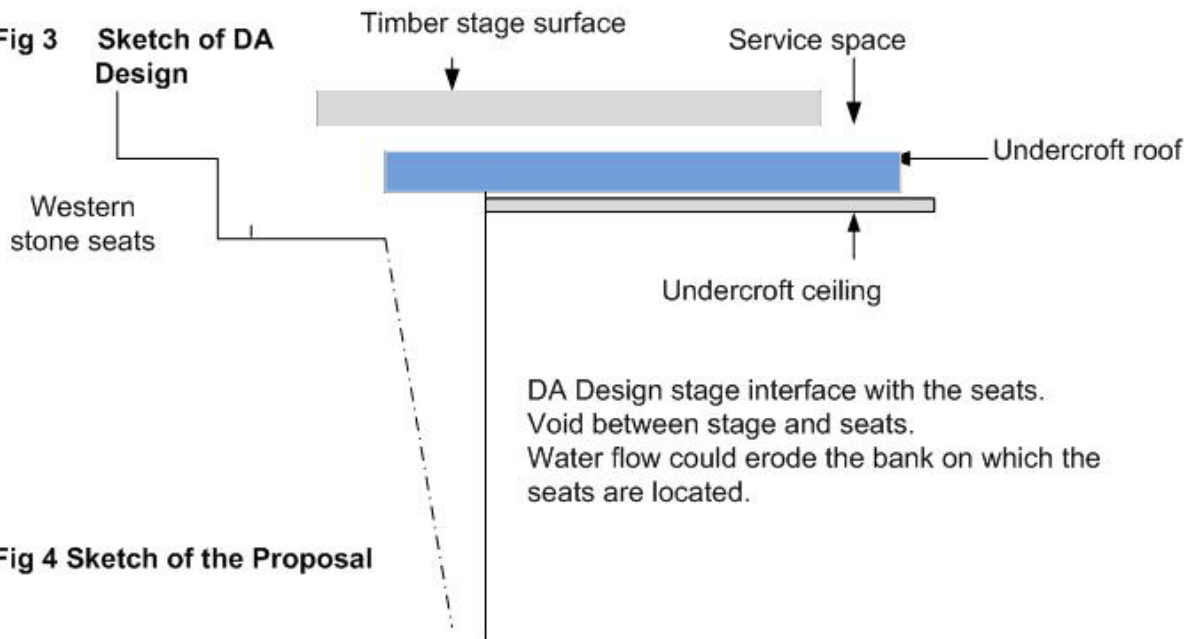 Fig 3 Sketch of DA
Design
Timber stage surface
Service space
Undercroft roof
Western
stone seats
Undercroft ceiling
DA Design stage interface with the seats.
Void between stage and seats.
Water flow could erode the bank on which the
seats are located.
Fig 4 Sketch of the Proposal